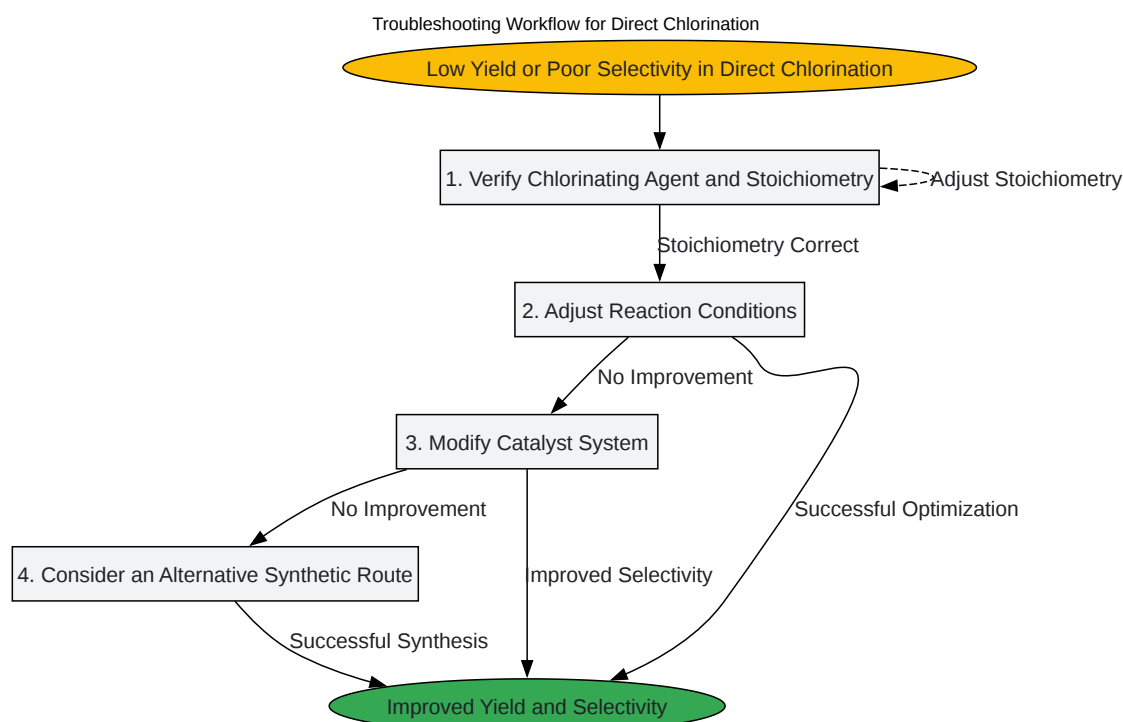 Troubleshooting Workflow for Direct Chlorination
Low Yield or Poor Selectivity in Direct Chlorination
1. Verify Chlorinating Agent and Stoichiometry
Adjust Stoichiometry
Stoichiometry Correct
2. Adjust Reaction Conditions
No Improvement
3. Modify Catalyst System
No Improvement
Successful Optimization
4. Consider an Alternative Synthetic Route
Improved Selectivity
Successful Synthesis
Improved Yield and Selectivity